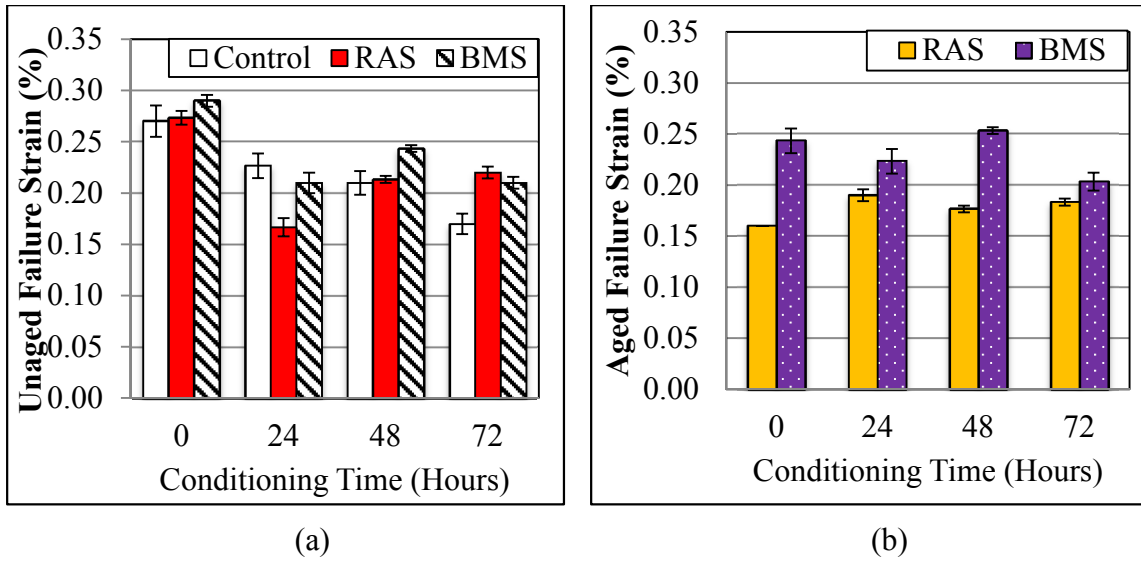 Unaged Failure Strain (%)
0.35
0.30
0.25
0.20
0.15
0.10
0.05
0.00
Control RAS BMS
0 24 48 72
Conditioning Time (Hours)
(a)
Aged Failure Strain (%)
0.35
0.30
0.25
0.20
0.15
0.10
0.05
0.00
RAS BMS
0 24 48 72
Conditioning Time (Hours)
(b)